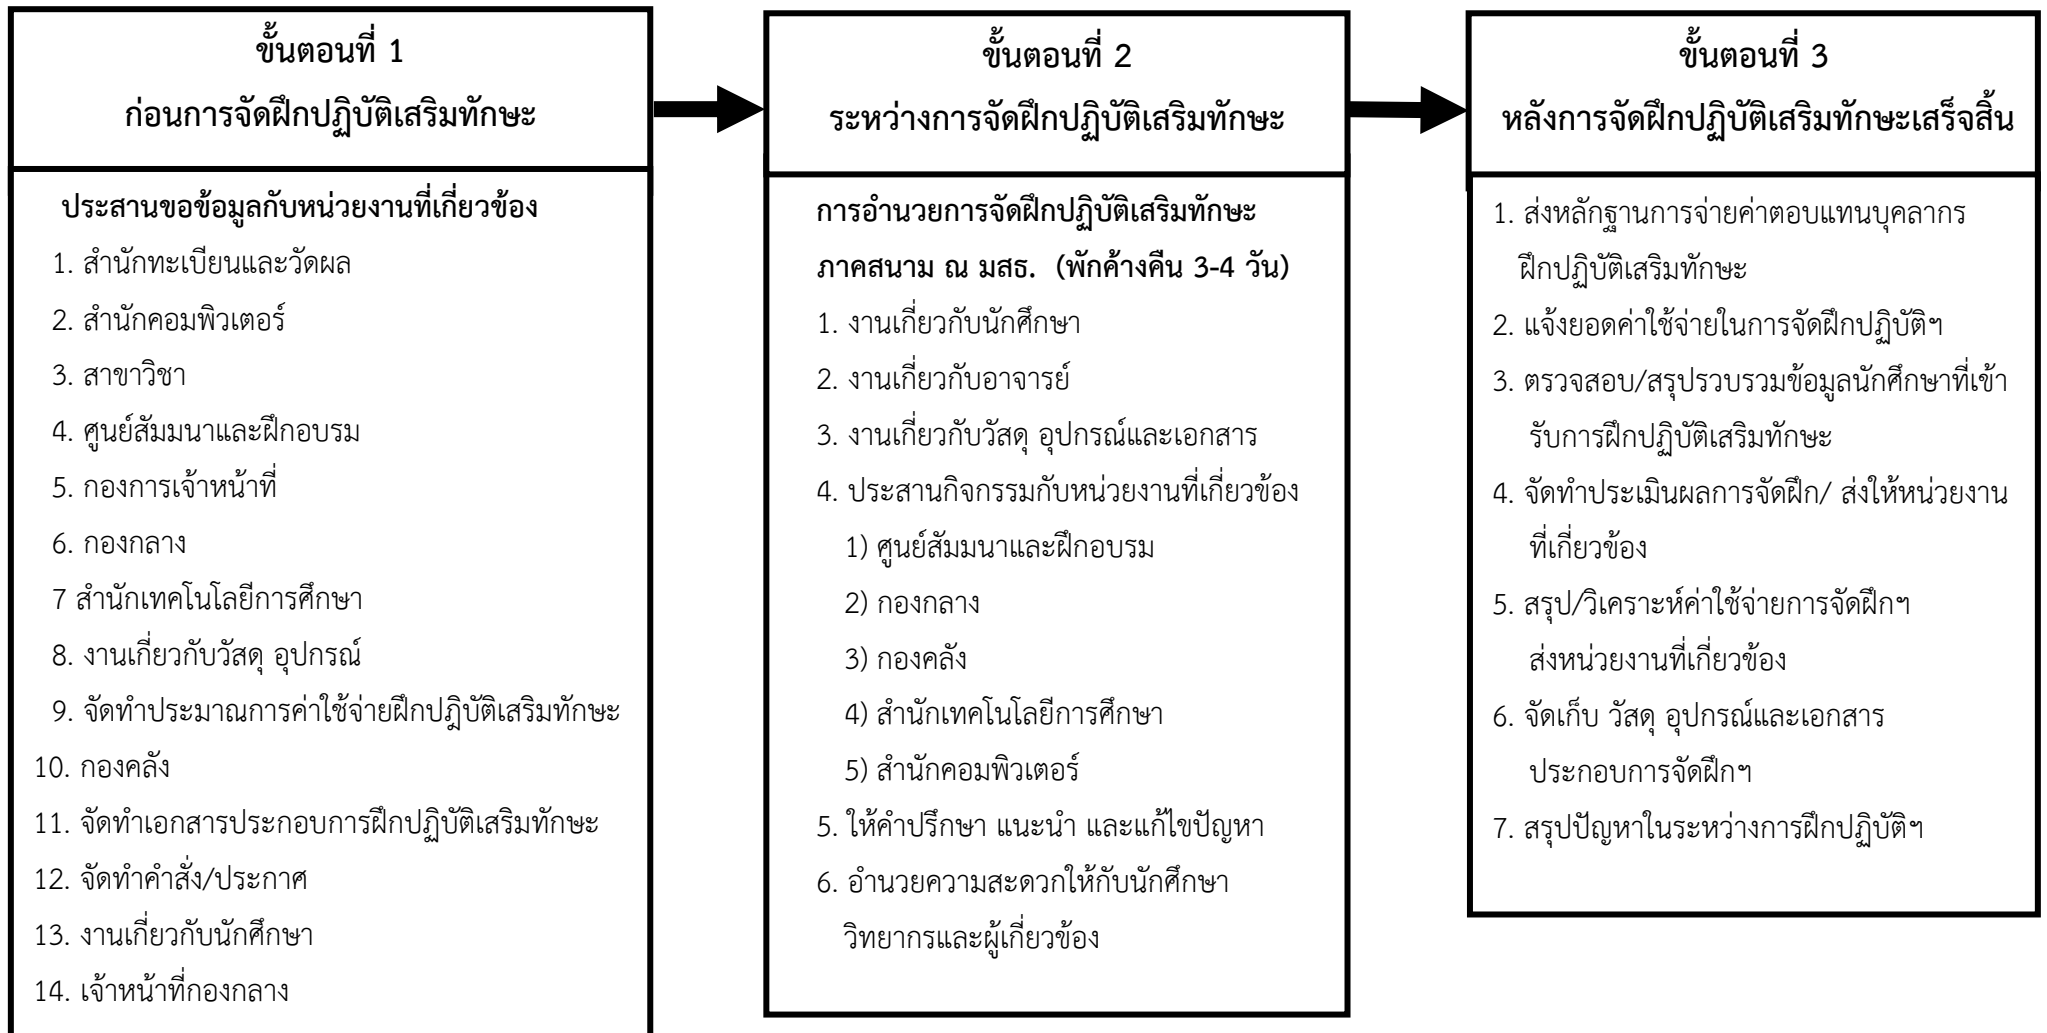 ขั้นตอนที่ 1
ก่อนการจัดฝึกปฏิบัติเสริมทักษะ
ประสานขอข้อมูลกับหน่วยงานที่เกี่ยวข้อง
1. สำนักทะเบียนและวัดผล
2. สำนักคอมพิวเตอร์
3. สาขาวิชา
4. ศูนย์สัมมนาและฝึกอบรม
5. กองการเจ้าหน้าที่
6. กองกลาง
7 สำนักเทคโนโลยีการศึกษา
8. งานเกี่ยวกับวัสดุ อุปกรณ์
9. จัดทำประมาณการค่าใช้จ่ายฝึกปฎิบัติเสริมทักษะ
10. กองคลัง
11. จัดทำเอกสารประกอบการฝึกปฏิบัติเสริมทักษะ
12. จัดทำคำสั่ง/ประกาศ
13. งานเกี่ยวกับนักศึกษา
14. เจ้าหน้าที่กองกลาง
ขั้นตอนที่ 2
ระหว่างการจัดฝึกปฏิบัติเสริมทักษะ
การอำนวยการจัดฝึกปฏิบัติเสริมทักษะ
ภาคสนาม ณ มสธ. (พักค้างคืน 3-4 วัน)
1. งานเกี่ยวกับนักศึกษา
2. งานเกี่ยวกับอาจารย์
3. งานเกี่ยวกับวัสดุ อุปกรณ์และเอกสาร
4. ประสานกิจกรรมกับหน่วยงานที่เกี่ยวข้อง
1) ศูนย์สัมมนาและฝึกอบรม
2) กองกลาง
3) กองคลัง
4) สำนักเทคโนโลยีการศึกษา
5) สำนักคอมพิวเตอร์
5. ให้คำปรึกษา แนะนำ และแก้ไขปัญหา
6. อำนวยความสะดวกให้กับนักศึกษา
วิทยากรและผู้เกี่ยวข้อง
ขั้นตอนที่ 3
หลังการจัดฝึกปฏิบัติเสริมทักษะเสร็จสิ้น
1. ส่งหลักฐานการจ่ายค่าตอบแทนบุคลากร
ฝึกปฏิบัติเสริมทักษะ
2. แจ้งยอดค่าใช้จ่ายในการจัดฝึกปฏิบัติฯ
3. ตรวจสอบ/สรุปรวบรวมข้อมูลนักศึกษาที่เข้า
รับการฝึกปฏิบัติเสริมทักษะ
4. จัดทำประเมินผลการจัดฝึก/ ส่งให้หน่วยงาน
ที่เกี่ยวข้อง
5. สรุป/วิเคราะห์ค่าใช้จ่ายการจัดฝึกฯ
ส่งหน่วยงานที่เกี่ยวข้อง
6. จัดเก็บ วัสดุ อุปกรณ์และเอกสาร
ประกอบการจัดฝึกฯ
7. สรุปปัญหาในระหว่างการฝึกปฏิบัติฯ